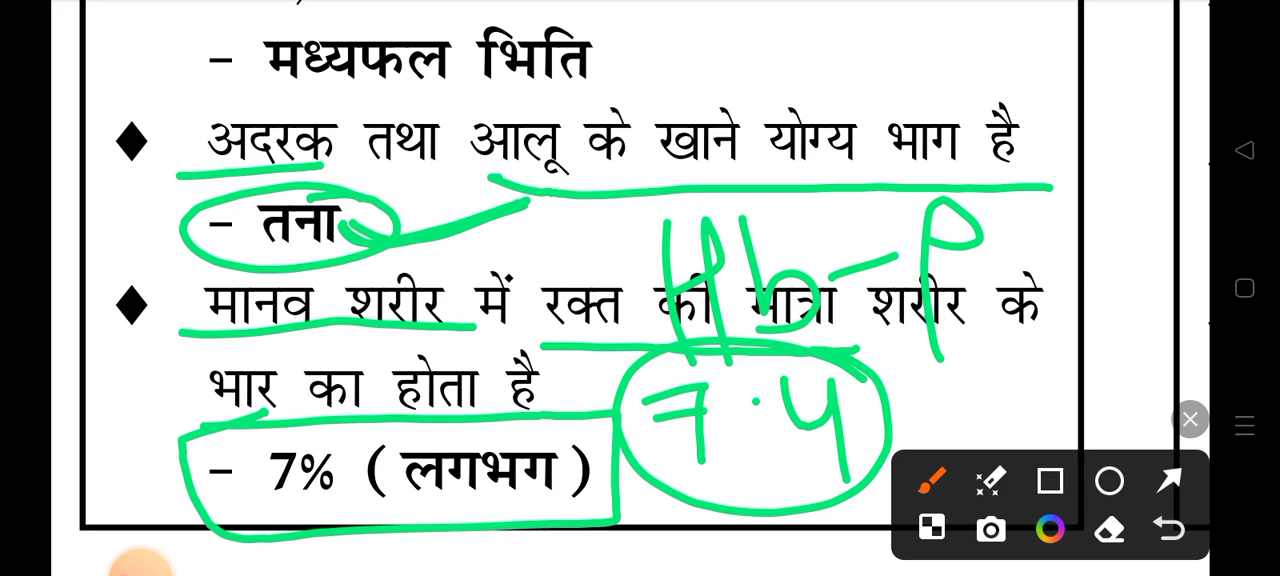 – मध्यफल भिति
♦ अदरक तथा आलू के खाने योग्य भाग है
– तना
Hb – P
♦ मानव शरीर में रक्त की मात्रा शरीर के
भार का होता है
7.4
– 7% ( लगभग )